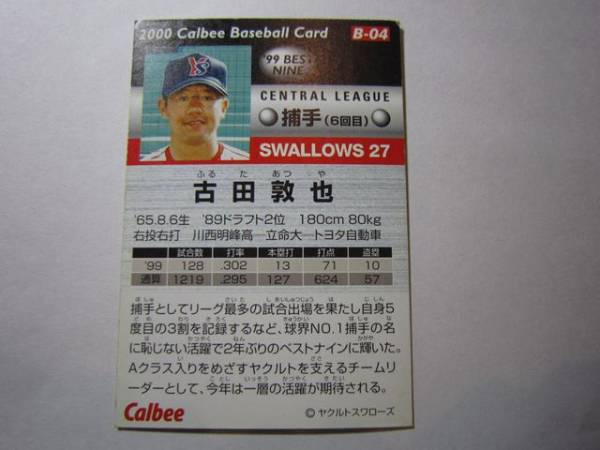 2000 Calbee Baseball Card B-04
'99 BEST NINE
CENTRAL LEAGUE
捕手(6回目)
SWALLOWS 27
ふる た あつ や
古田敦也
'65.8.6生 '89ドラフト2位 180cm 80kg
右投右打 川西明峰高 立命大 トヨタ自動車
試合数 打率 本塁打 打点 盗塁
'99 128 .302 13 71 10
通算 1219 .295 127 624 57
捕手としてリーグ最多の試合出場を果たし自身5
度目の3割を記録するなど、球界NO.1捕手の名
に恥じない活躍で2年ぶりのベストナインに輝いた。
Aクラス入りをめざすヤクルトを支えるチームリ
ーダーとして、今年は一層の活躍が期待される。
Calbee
©ヤクルトスワローズ